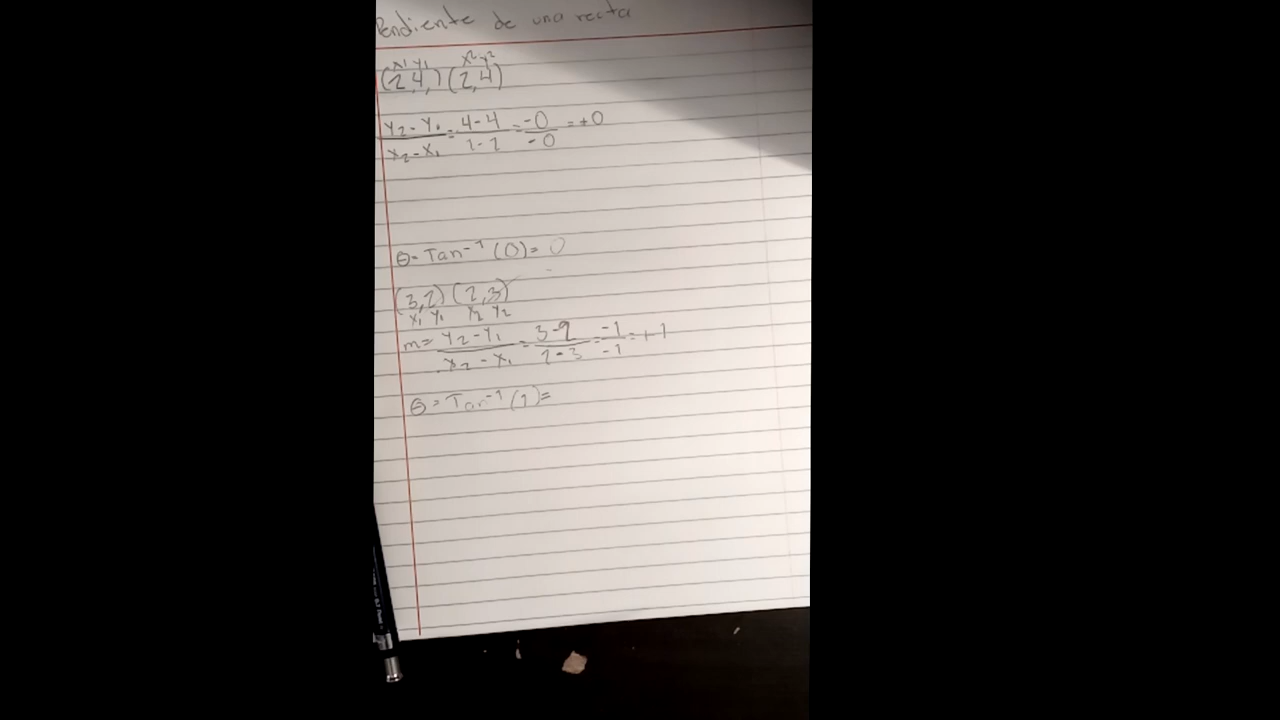 Pendiente de una recta
x1 y1 x2 y2
(2,4,) (2,4)
y2-y1/x2-x1 = 4-4/2-2 = -0/-0 = +0
θ= Tan⁻¹ (0)= 0
(3,2) (2,3)
x1 y1 x2 y2
m= y2-y1/x2-x1 = 3-2/2-3 = -1/-1 = +1
θ= Tan⁻¹ (1)=